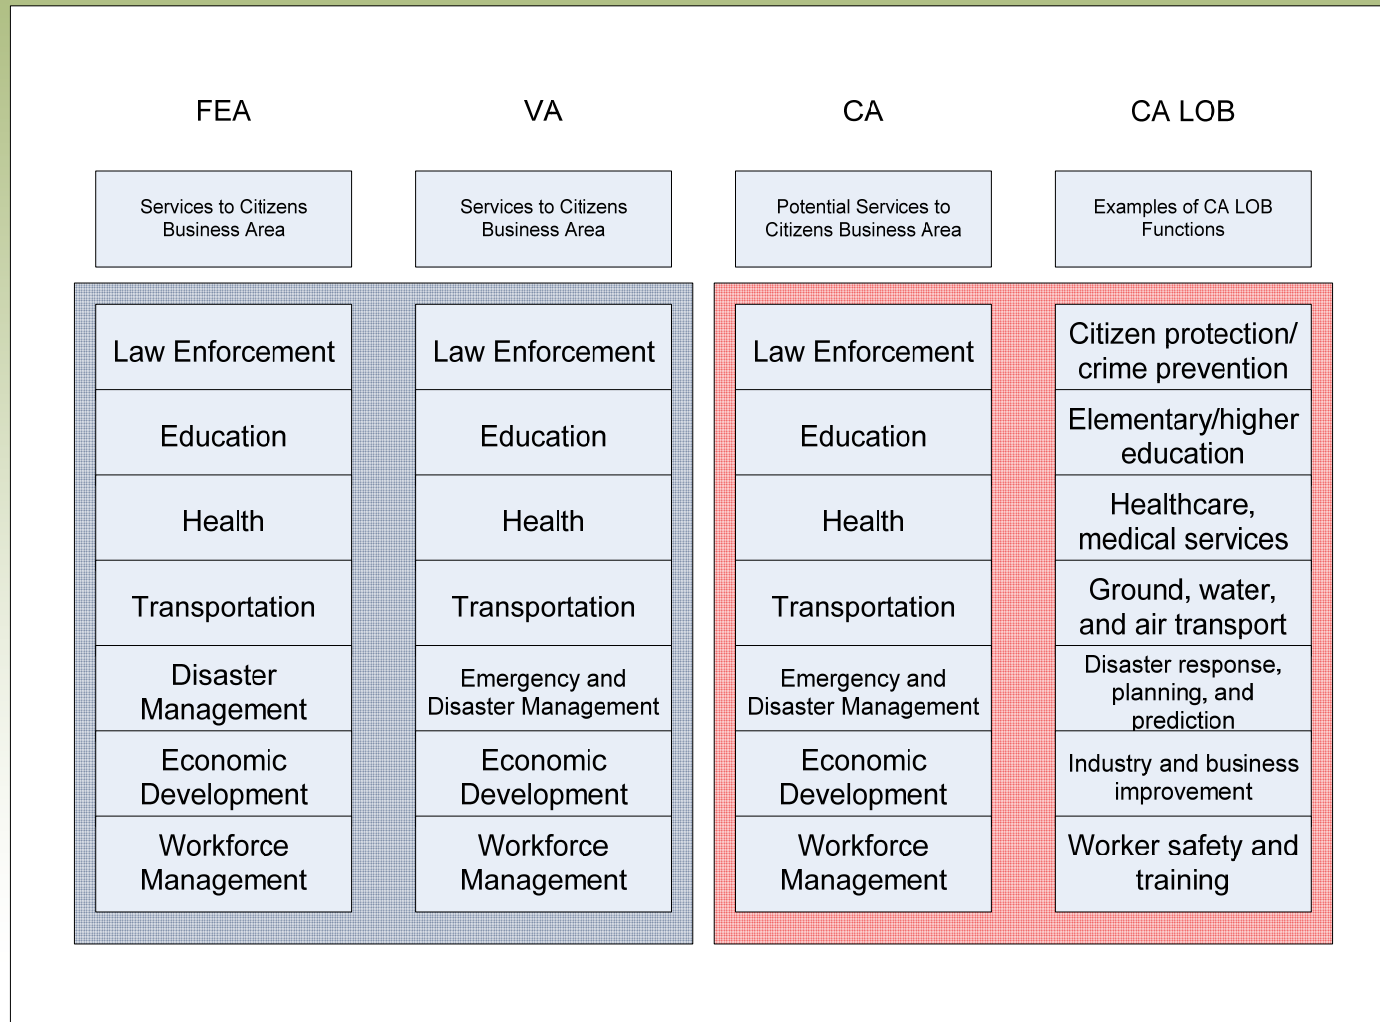 FEA
VA
CA
CA LOB
Services to Citizens
Business Area
Services to Citizens
Business Area
Potential Services to
Citizens Business Area
Examples of CA LOB
Functions
Law Enforcement
Law Enforcement
Law Enforcement
Citizen protection/
crime prevention
Education
Education
Education
Elementary/higher
education
Health
Health
Health
Healthcare,
medical services
Transportation
Transportation
Transportation
Ground, water,
and air transport
Disaster
Management
Emergency and
Disaster Management
Emergency and
Disaster Management
Disaster response,
planning, and
prediction
Economic
Development
Economic
Development
Economic
Development
Industry and business
improvement
Workforce
Management
Workforce
Management
Workforce
Management
Worker safety and
training